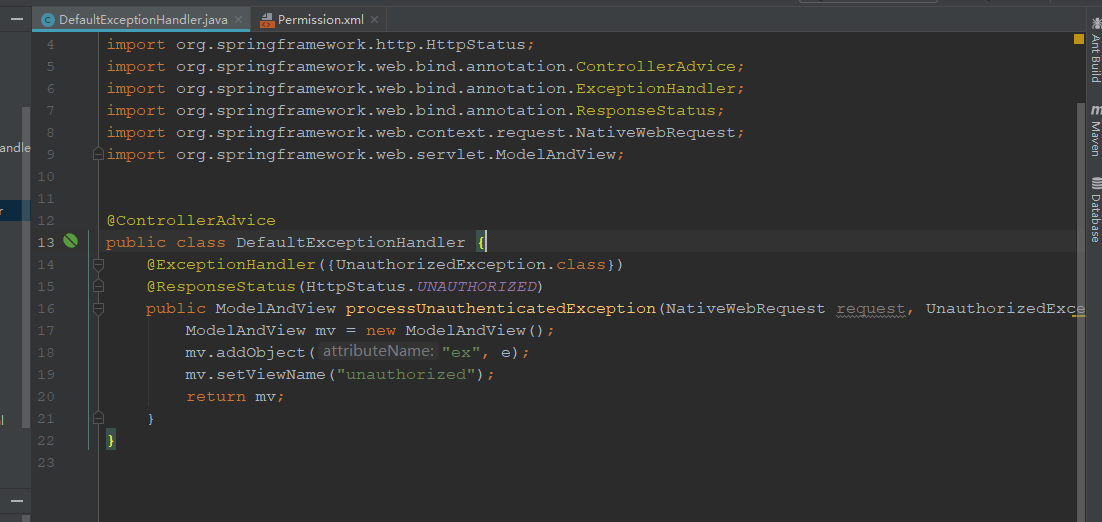 DefaultExceptionHandler.java
Permission.xml
4 import org.springframework.http.HttpStatus;
5 import org.springframework.web.bind.annotation.ControllerAdvice;
6 import org.springframework.web.bind.annotation.ExceptionHandler;
7 import org.springframework.web.bind.annotation.ResponseStatus;
8 import org.springframework.web.context.request.NativeWebRequest;
9 import org.springframework.web.servlet.ModelAndView;
10
11
12 @ControllerAdvice
13 public class DefaultExceptionHandler {
14 @ExceptionHandler({UnauthorizedException.class})
15 @ResponseStatus(HttpStatus.UNAUTHORIZED)
16 public ModelAndView processUnauthenticatedException(NativeWebRequest request, UnauthorizedExce
17 ModelAndView mv = new ModelAndView();
18 mv.addObject( attributeName: "ex", e);
19 mv.setViewName("unauthorized");
20 return mv;
21 }
22 }
23
andle
Ant Build
Maven
Database